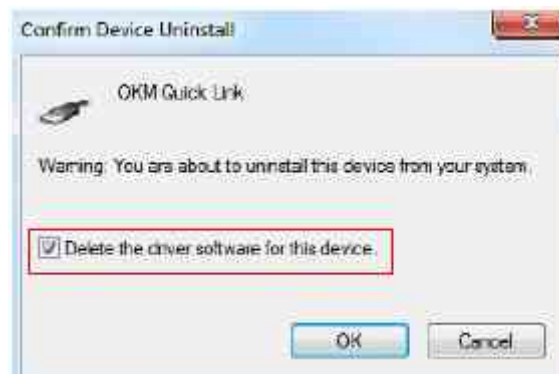 Confirm Device Uninstall
OKM Quick Link
Warning: You are about to uninstall this device from your system.
Delete the driver software for this device.
OK
Cancel